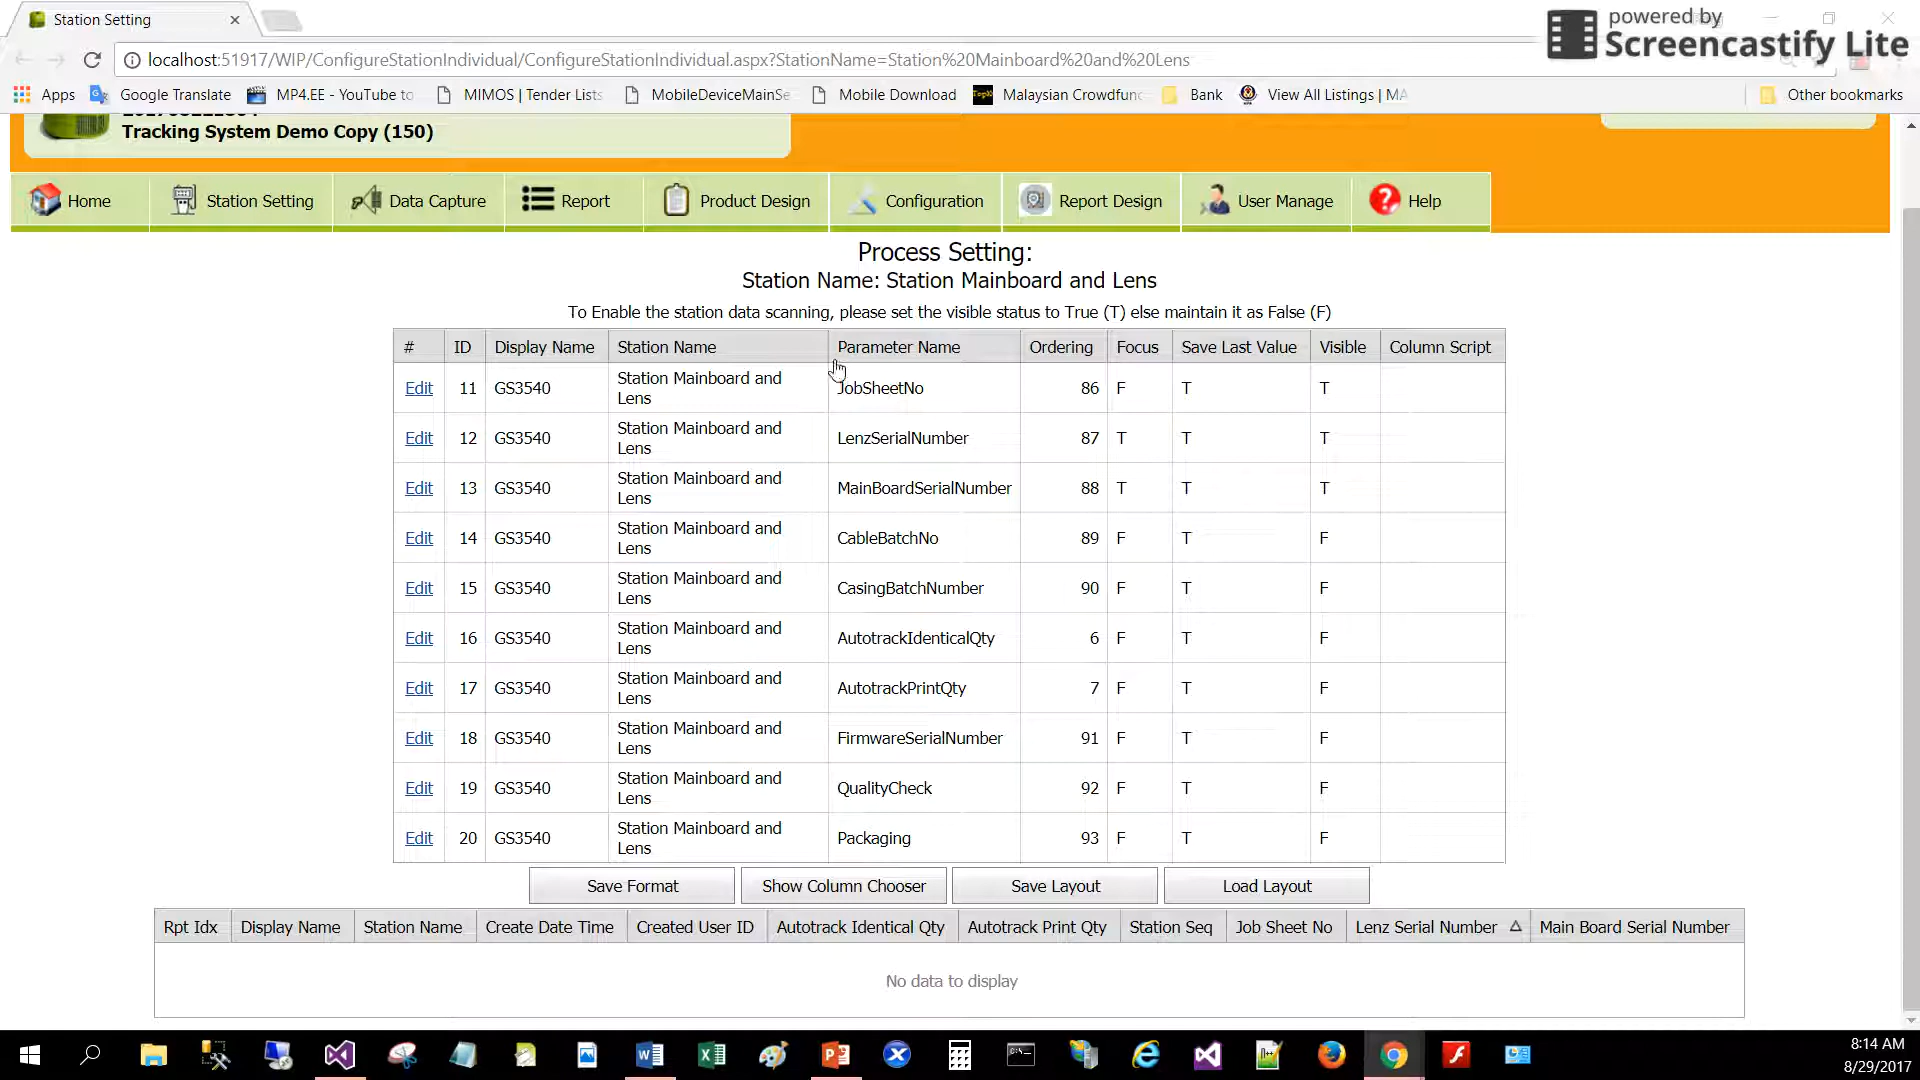 Station Setting
powered by
Screencastify Lite
localhost:51917/WIP/ConfigureStationIndividual/ConfigureStationIndividual.aspx?StationName=Station%20Mainboard%20and%20Lens
Apps Google Translate MP4.EE - YouTube to MIMOS | Tender Lists MobileDeviceMainSe Mobile Download Malaysian Crowdfun Bank View All Listings | MA Other bookmarks
Tracking System Demo Copy (150)
Home Station Setting Data Capture Report Product Design Configuration Report Design User Manage Help
Process Setting:
Station Name: Station Mainboard and Lens
To Enable the station data scanning, please set the visible status to True (T) else maintain it as False (F)
# ID Display Name Station Name Parameter Name Ordering Focus Save Last Value Visible Column Script
Edit 11 GS3540 Station Mainboard and Lens JobSheetNo 86 F T T
Edit 12 GS3540 Station Mainboard and Lens LenzSerialNumber 87 T T T
Edit 13 GS3540 Station Mainboard and Lens MainBoardSerialNumber 88 T T T
Edit 14 GS3540 Station Mainboard and Lens CableBatchNo 89 F T F
Edit 15 GS3540 Station Mainboard and Lens CasingBatchNumber 90 F T F
Edit 16 GS3540 Station Mainboard and Lens AutotrackIdenticalQty 6 F T F
Edit 17 GS3540 Station Mainboard and Lens AutotrackPrintQty 7 F T F
Edit 18 GS3540 Station Mainboard and Lens FirmwareSerialNumber 91 F T F
Edit 19 GS3540 Station Mainboard and Lens QualityCheck 92 F T F
Edit 20 GS3540 Station Mainboard and Lens Packaging 93 F T F
Save Format Show Column Chooser Save Layout Load Layout
Rpt Idx Display Name Station Name Create Date Time Created User ID Autotrack Identical Qty Autotrack Print Qty Station Seq Job Sheet No Lenz Serial Number Main Board Serial Number
No data to display
8:14 AM
8/29/2017